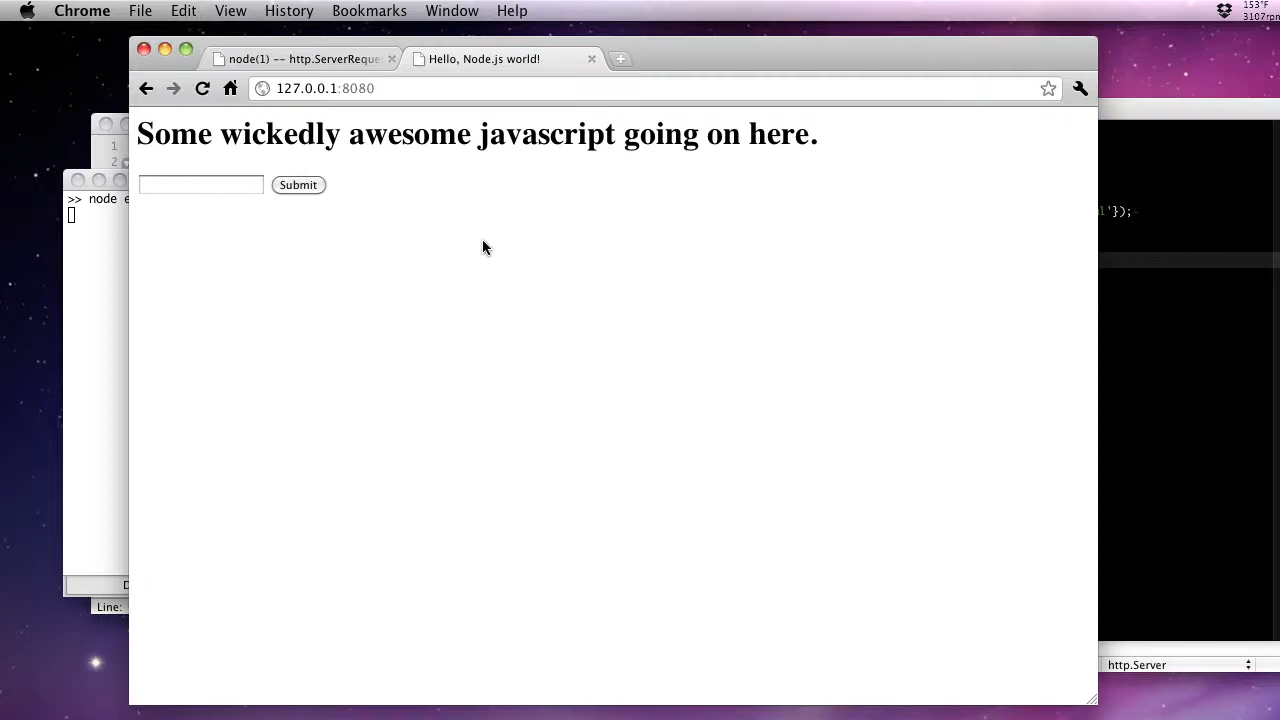 Chrome File Edit View History Bookmarks Window Help
153°F
3107rpm
node(1) -- http.ServerReque
Hello, Node.js world!
127.0.0.1:8080
Some wickedly awesome javascript going on here.
Submit
1
2
>> node e
l'});
D
Line:
http.Server